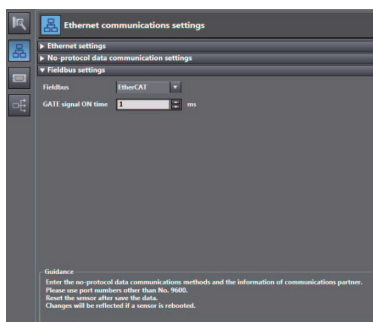 Ethernet communications settings
▶ Ethernet settings
▶ No-protocol data communication settings
▼ Fieldbus settings
Fieldbus EtherCAT
GATE signal ON time 1 ms
Guidance
Enter the no-protocol data communications methods and the information of communications partner.
Please use port numbers other than No. 9600.
Reset the sensor after save the data.
Changes will be reflected if a sensor is rebooted.